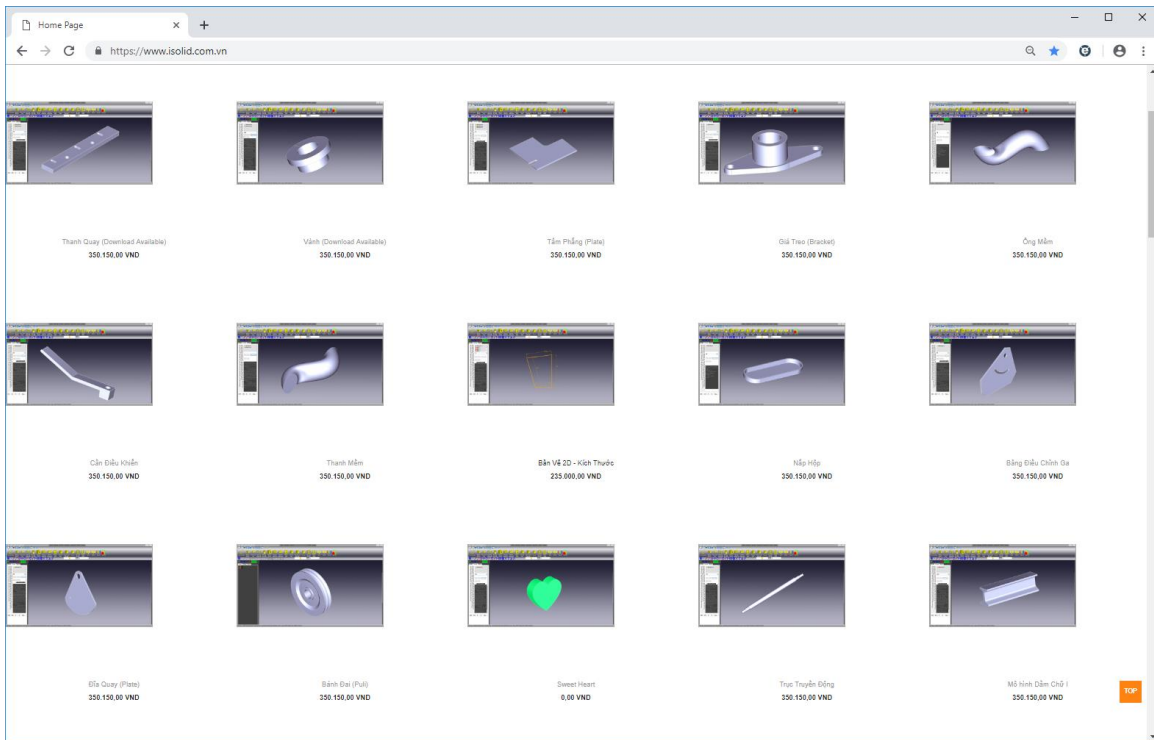 Home Page
https://www.isolid.com.vn
Thanh Quay (Download Available)
350.150,00 VND
Vành (Download Available)
350.150,00 VND
Tấm Phẳng (Plate)
350.150,00 VND
Giá Treo (Bracket)
350.150,00 VND
Ống Mềm
350.150,00 VND
Cần Điều Khiển
350.150,00 VND
Thanh Mềm
350.150,00 VND
Bản Vẽ 2D - Kích Thước
235.000,00 VND
Nắp Hộp
350.150,00 VND
Bảng Điều Chỉnh Ga
350.150,00 VND
Đĩa Quay (Plate)
350.150,00 VND
Bánh Đai (Puli)
350.150,00 VND
Sweet Heart
0,00 VND
Trục Truyền Động
350.150,00 VND
Mô hình Dầm Chữ I
350.150,00 VND
TOP